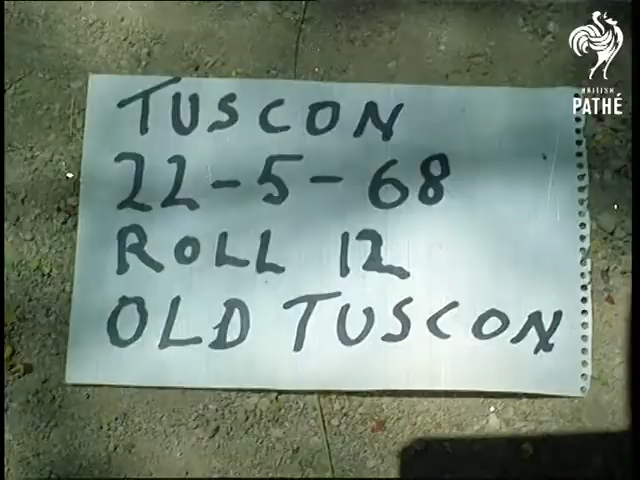 TUSCON
22-5-68
ROLL 12
OLD TUSCON
BRITISH
PATHÉ